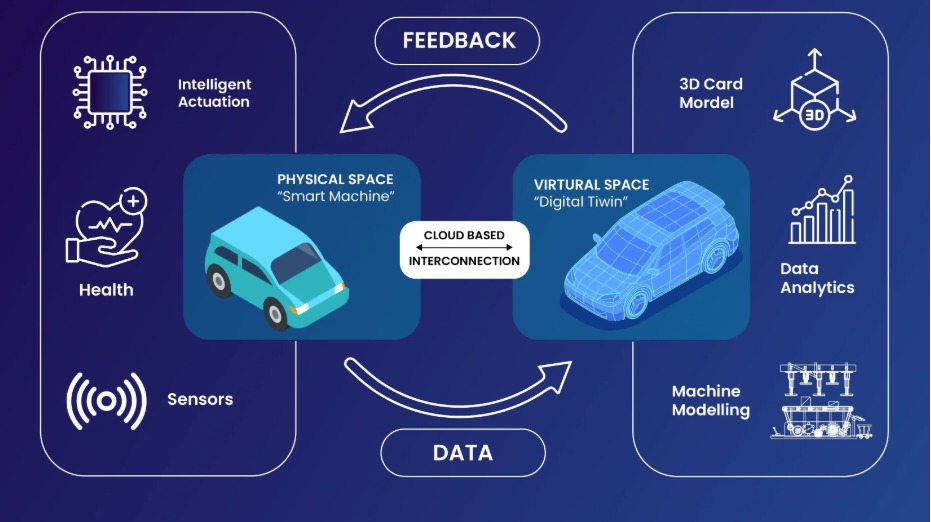 FEEDBACK
Intelligent
Actuation
3D Card
Mordel
3D
PHYSICAL SPACE
“Smart Machine”
VIRTURAL SPACE
“Digital Tiwin”
CLOUD BASED
INTERCONNECTION
Health
Data
Analytics
Sensors
Machine
Modelling
DATA